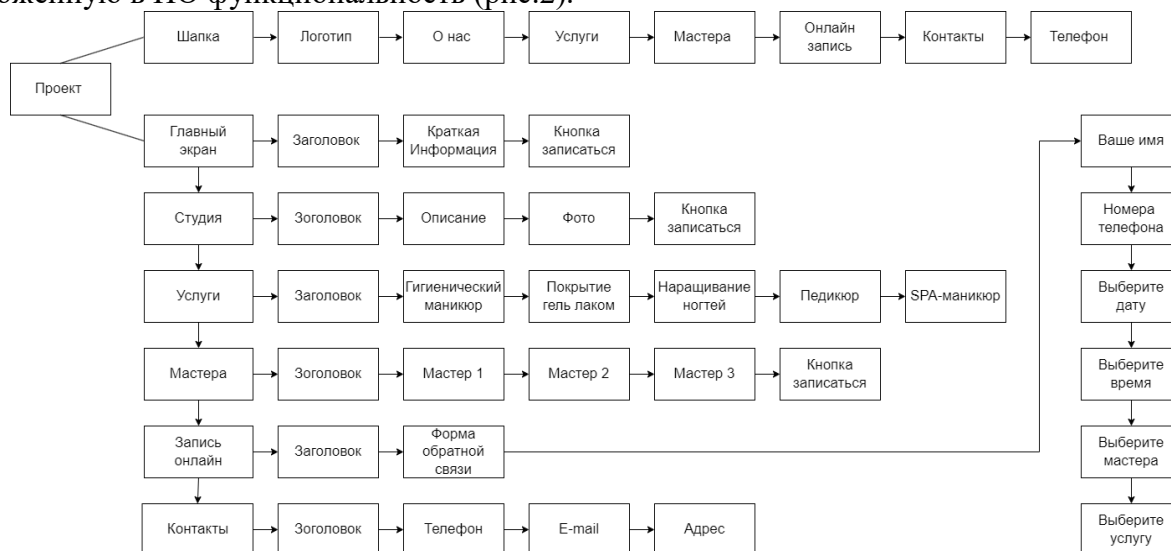 оженную в ПО функциональность (рис.2).
Шапка
Логотип
О нас
Услуги
Мастера
Онлайн
запись
Контакты
Телефон
Проект
Главный
экран
Заголовок
Краткая
Информация
Кнопка
записаться
Ваше имя
Студия
Зоголовок
Описание
Фото
Кнопка
записаться
Номера
телефона
Услуги
Заголовок
Гигиенический
маникюр
Покрытие
гель лаком
Наращивание
ногтей
Педикюр
SPA-маникюр
Выберите
дату
Мастера
Зоголовок
Мастер 1
Мастер 2
Мастер 3
Кнопка
записаться
Выберите
время
Запись
онлайн
Заголовок
Форма
обратной
связи
Выберите
мастера
Контакты
Зоголовок
Телефон
E-mail
Адрес
Выберите
услугу